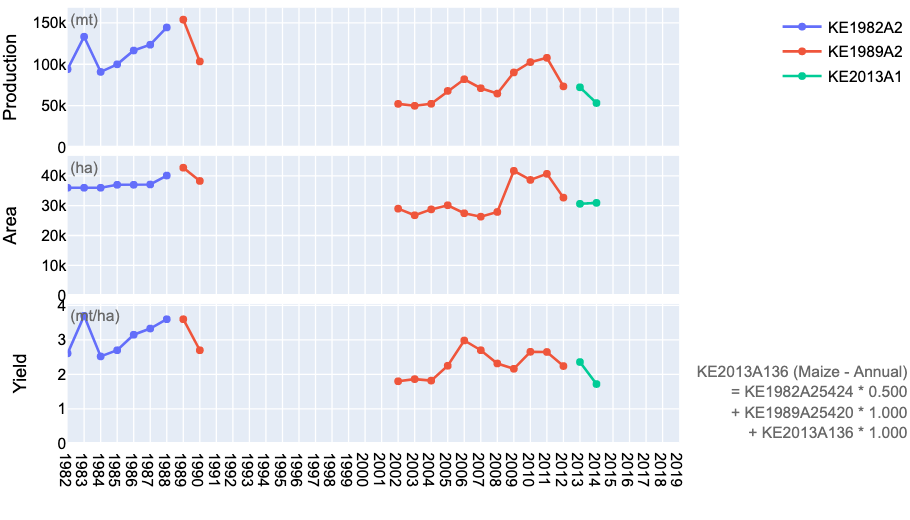 Production
(mt)
150k
100k
50k
0
Area
(ha)
40k
30k
20k
10k
0
Yield
(mt/ha)
4
3
2
1
0
1982
1983
1984
1985
1986
1987
1988
1989
1990
1991
1992
1993
1994
1995
1996
1997
1998
1999
2000
2001
2002
2003
2004
2005
2006
2007
2008
2009
2010
2011
2012
2013
2014
2015
2016
2017
2018
2019
KE1982A2
KE1989A2
KE2013A1
KE2013A136 (Maize - Annual)
= KE1982A25424 * 0.500
+ KE1989A25420 * 1.000
+ KE2013A136 * 1.000